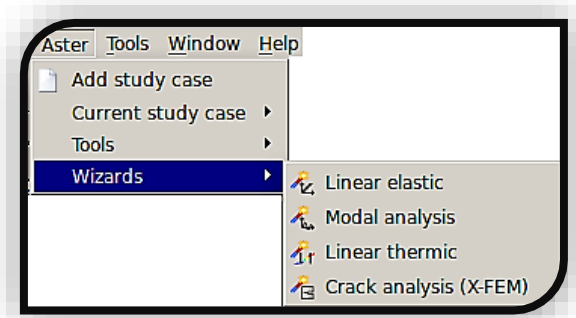 Aster Tools Window Help
Add study case
Current study case
Tools
Wizards
Linear elastic
Modal analysis
Linear thermic
Crack analysis (X-FEM)